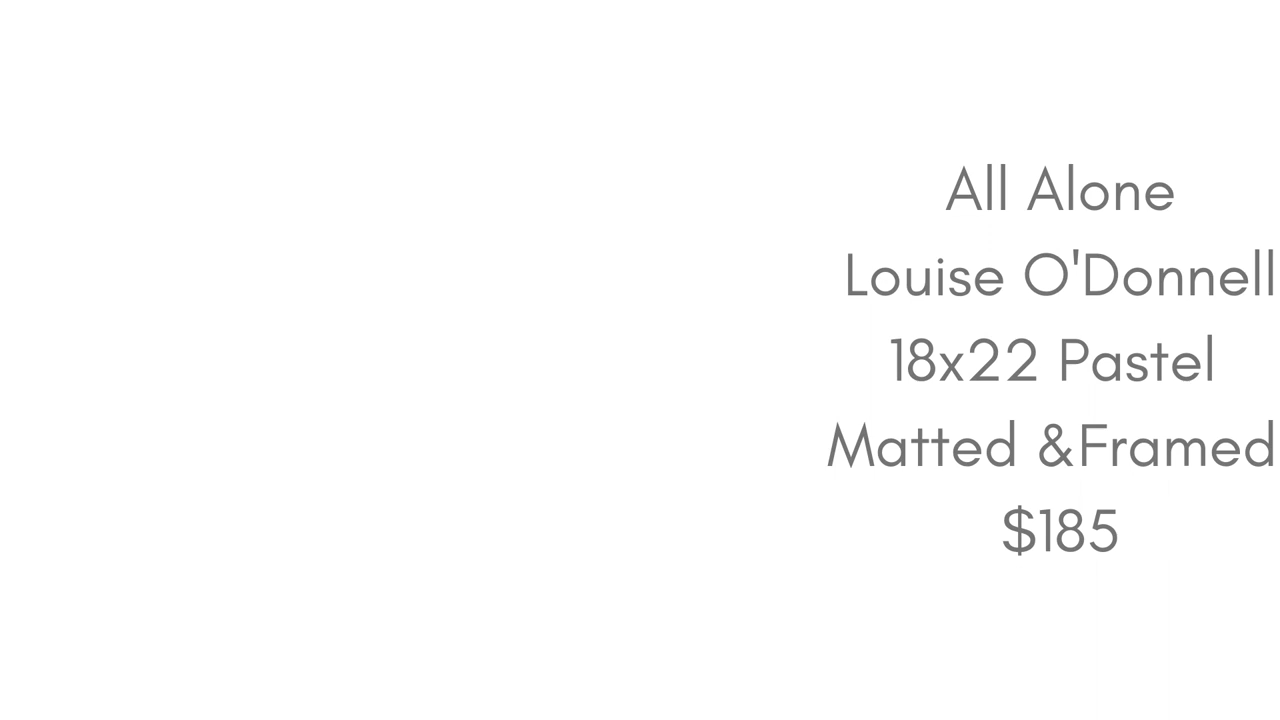 All Alone
Louise O'Donnell
18x22 Pastel
Matted &Framed
$185